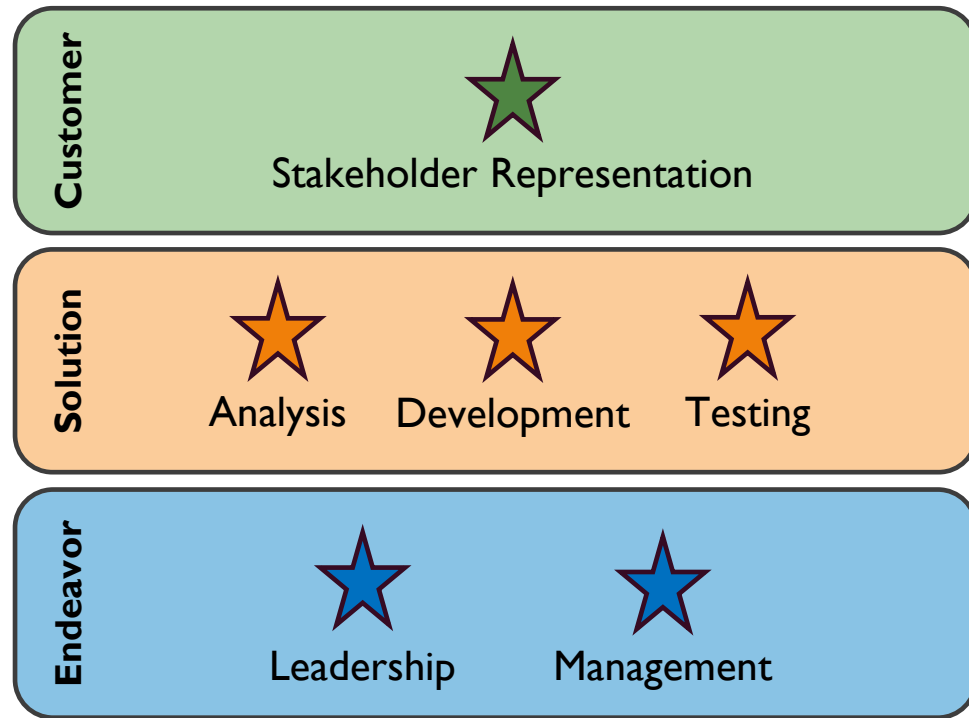 Customer
Stakeholder Representation
Solution
Analysis
Development
Testing
Endeavor
Leadership
Management